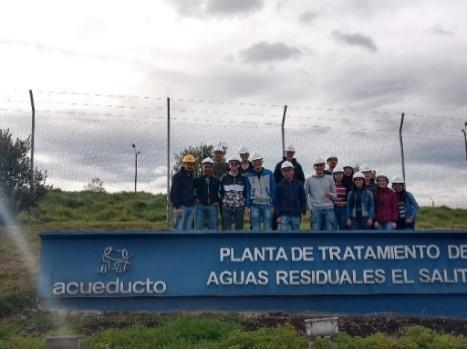 acueducto
PLANTA DE TRATAMIENTO DE
AGUAS RESIDUALES EL SALIT